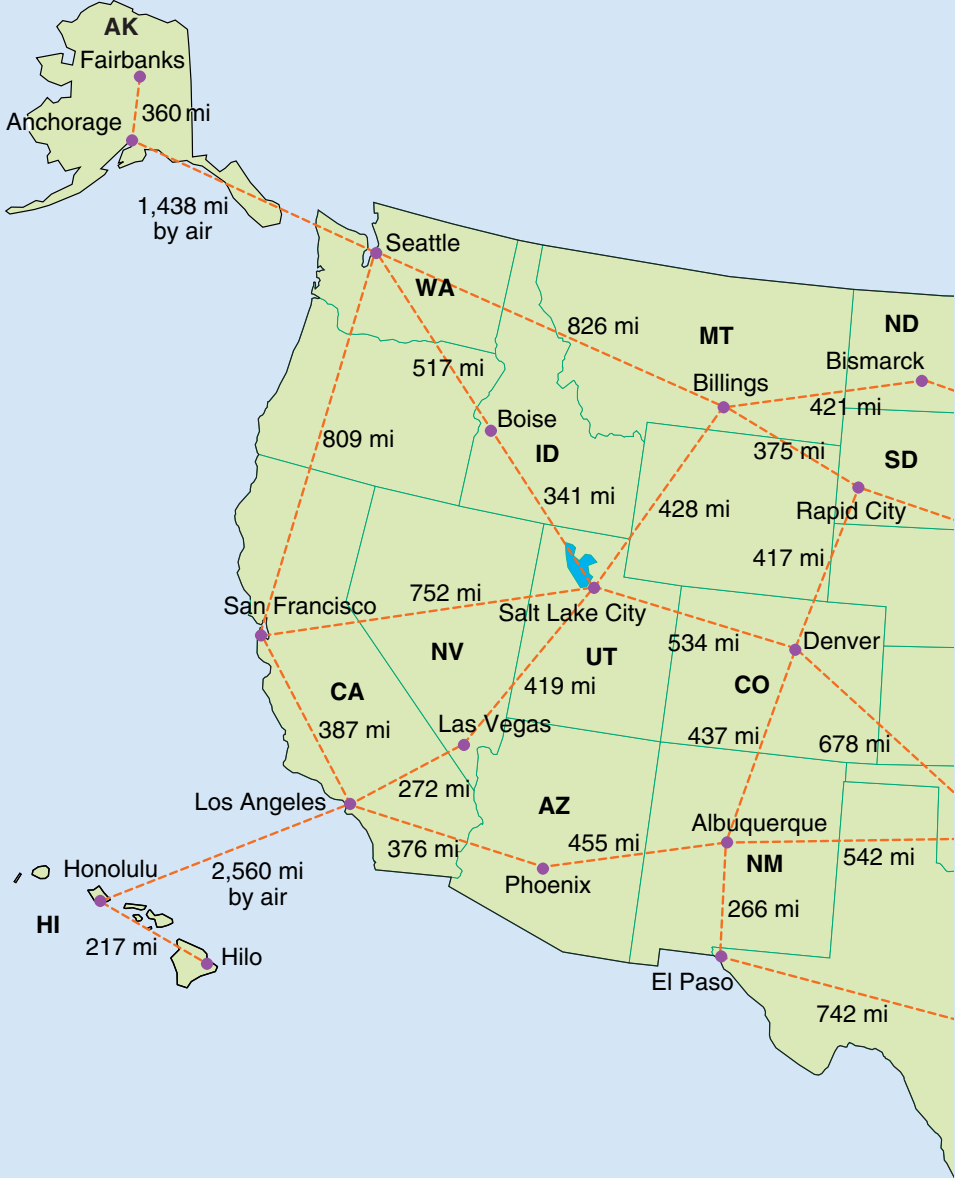 AK
Fairbanks
360 mi
Anchorage
1,438 mi
by air
Seattle
WA
826 mi
MT
ND
Bismarck
517 mi
Billings
421 mi
Boise
809 mi
375 mi
ID
SD
341 mi
428 mi
Rapid City
417 mi
752 mi
San Francisco
Salt Lake City
534 mi
Denver
NV
UT
419 mi
CO
CA
387 mi
Las Vegas
437 mi
678 mi
272 mi
Los Angeles
AZ
Albuquerque
376 mi
455 mi
542 mi
Honolulu
2,560 mi
by air
NM
Phoenix
266 mi
HI
217 mi
Hilo
El Paso
742 mi